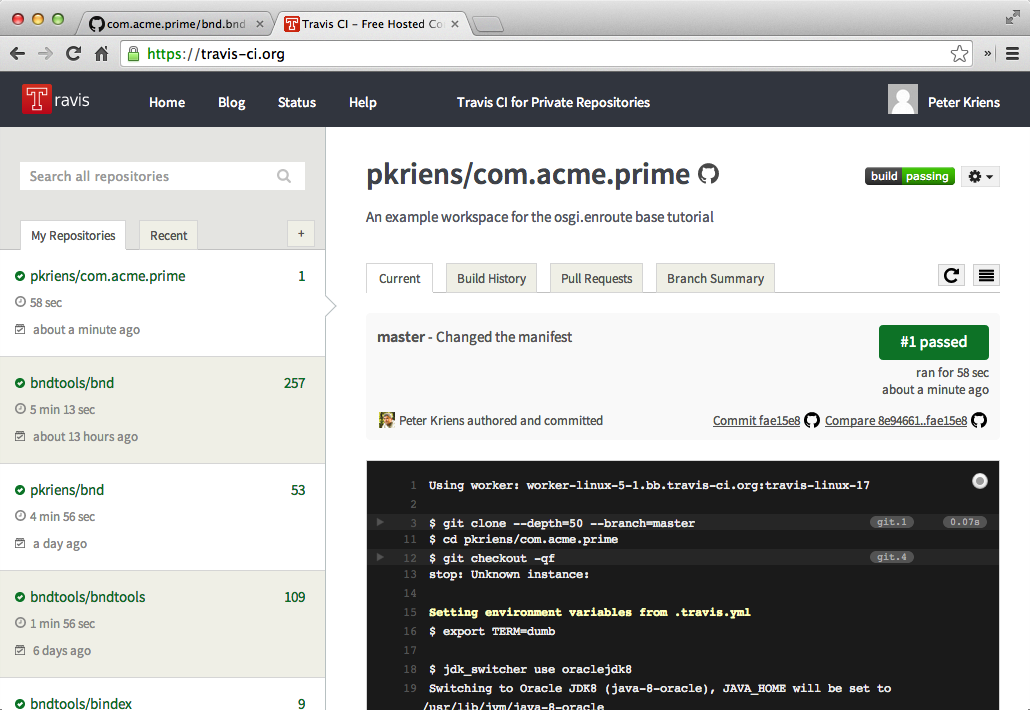 com.acme.prime/bnd.bnd
Travis CI - Free Hosted Co
https://travis-ci.org
»
Travis
Home
Blog
Status
Help
Travis CI for Private Repositories
Peter Kriens
Search all repositories
My Repositories
Recent
+
pkriens/com.acme.prime 1
58 sec
about a minute ago
bndtools/bnd 257
5 min 13 sec
about 13 hours ago
pkriens/bnd 53
4 min 56 sec
a day ago
bndtools/bndtools 109
1 min 56 sec
6 days ago
bndtools/bindex 9
pkriens/com.acme.prime
build passing
An example workspace for the osgi.enroute base tutorial
Current
Build History
Pull Requests
Branch Summary
master - Changed the manifest
#1 passed
ran for 58 sec
about a minute ago
Peter Kriens authored and committed
Commit fae15e8
Compare 8e94661..fae15e8
1 Using worker: worker-linux-5-1.bb.travis-ci.org:travis-linux-17
2
3 $ git clone --depth=50 --branch=master git.1 0.07s
11 $ cd pkriens/com.acme.prime
12 $ git checkout -qf git.4
13 stop: Unknown instance:
14
15 Setting environment variables from .travis.yml
16 $ export TERM=dumb
17
18 $ jdk_switcher use oraclejdk8
19 Switching to Oracle JDK8 (java-8-oracle), JAVA_HOME will be set to
/usr/lib/jvm/java-8-oracle